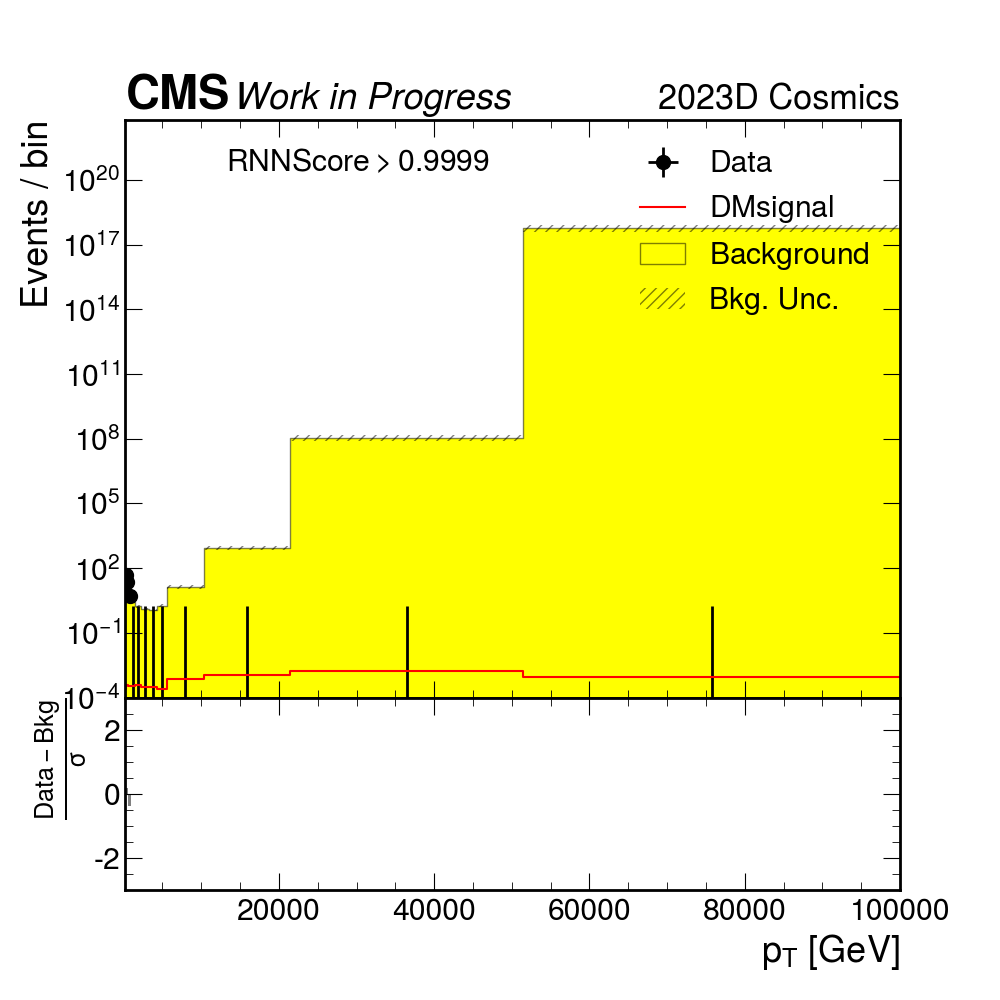 CMS Work in Progress 2023D Cosmics
Events / bin
RNNScore > 0.9999
Data
DMsignal
Background
Bkg. Unc.
10^20
10^17
10^14
10^11
10^8
10^5
10^2
10^−1
10^−4
Data − Bkg
σ
2
0
-2
20000 40000 60000 80000 100000
p_T [GeV]